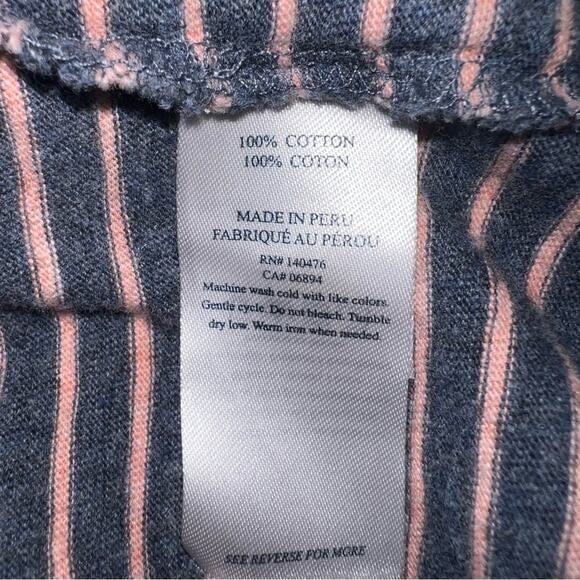 100% COTTON
100% COTON
MADE IN PERU
FABRIQUÉ AU PÉROU
RN# 140476
CA# 06894
Machine wash cold with like colors.
Gentle cycle. Do not bleach. Tumble
dry low. Warm iron when needed.
SEE REVERSE FOR MORE